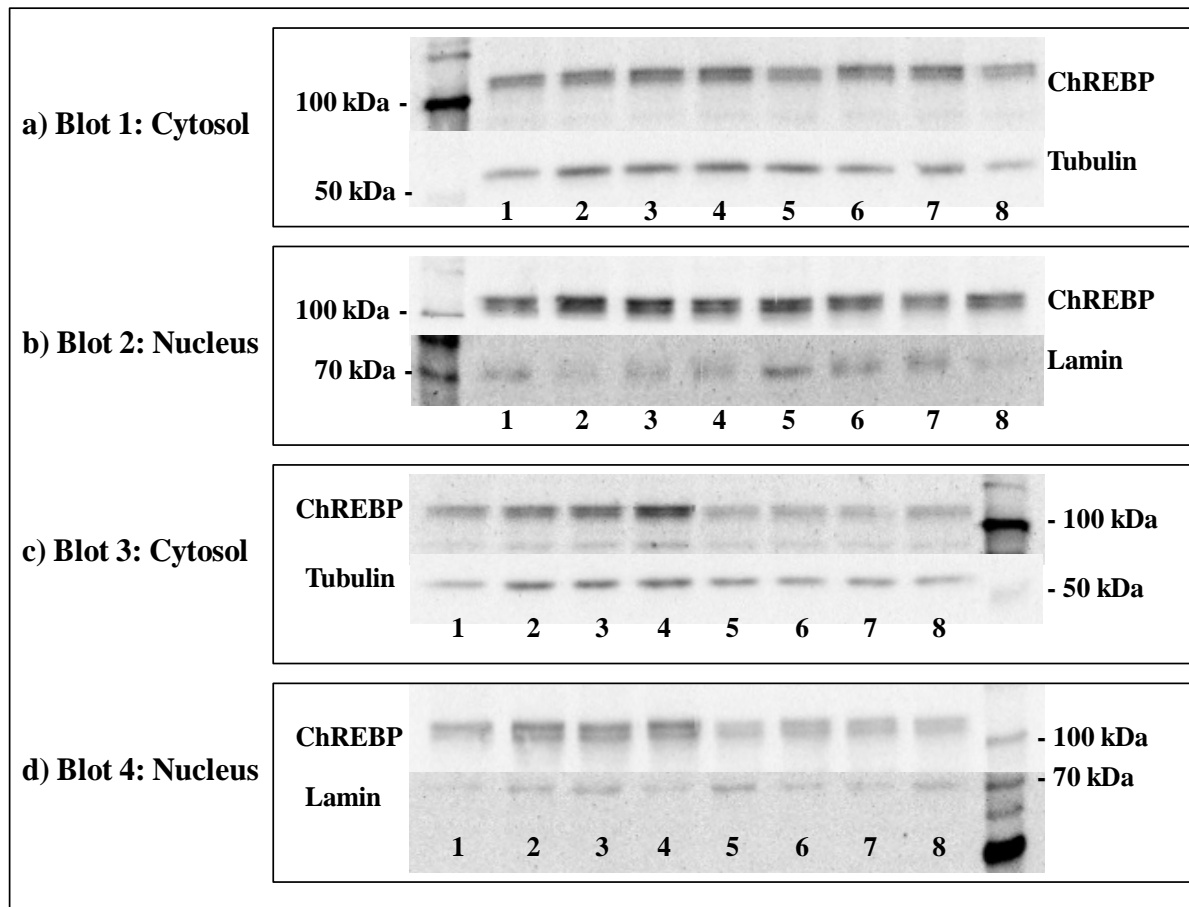 a) Blot 1: Cytosol
100 kDa -
ChREBP
Tubulin
50 kDa -
1 2 3 4 5 6 7 8
b) Blot 2: Nucleus
100 kDa -
ChREBP
70 kDa -
Lamin
1 2 3 4 5 6 7 8
c) Blot 3: Cytosol
ChREBP
- 100 kDa
Tubulin
- 50 kDa
1 2 3 4 5 6 7 8
d) Blot 4: Nucleus
ChREBP
- 100 kDa
- 70 kDa
Lamin
1 2 3 4 5 6 7 8